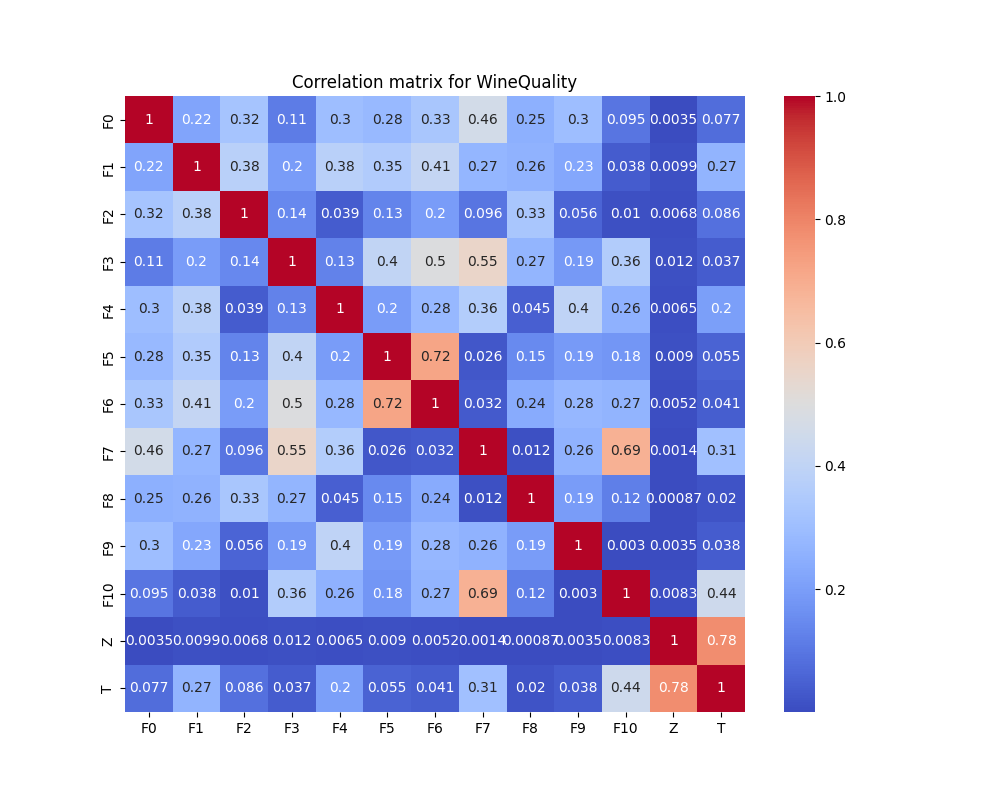 Correlation matrix for WineQuality
F0 1 0.22 0.32 0.11 0.3 0.28 0.33 0.46 0.25 0.3 0.095 0.0035 0.077
F1 0.22 1 0.38 0.2 0.38 0.35 0.41 0.27 0.26 0.23 0.038 0.0099 0.27
F2 0.32 0.38 1 0.14 0.039 0.13 0.2 0.096 0.33 0.056 0.01 0.0068 0.086
F3 0.11 0.2 0.14 1 0.13 0.4 0.5 0.55 0.27 0.19 0.36 0.012 0.037
F4 0.3 0.38 0.039 0.13 1 0.2 0.28 0.36 0.045 0.4 0.26 0.0065 0.2
F5 0.28 0.35 0.13 0.4 0.2 1 0.72 0.026 0.15 0.19 0.18 0.009 0.055
F6 0.33 0.41 0.2 0.5 0.28 0.72 1 0.032 0.24 0.28 0.27 0.0052 0.041
F7 0.46 0.27 0.096 0.55 0.36 0.026 0.032 1 0.012 0.26 0.69 0.0014 0.31
F8 0.25 0.26 0.33 0.27 0.045 0.15 0.24 0.012 1 0.19 0.12 0.00087 0.02
F9 0.3 0.23 0.056 0.19 0.4 0.19 0.28 0.26 0.19 1 0.003 0.0035 0.038
F10 0.095 0.038 0.01 0.36 0.26 0.18 0.27 0.69 0.12 0.003 1 0.0083 0.44
Z 0.0035 0.0099 0.0068 0.012 0.0065 0.009 0.0052 0.0014 0.00087 0.0035 0.0083 1 0.78
T 0.077 0.27 0.086 0.037 0.2 0.055 0.041 0.31 0.02 0.038 0.44 0.78 1
F0 F1 F2 F3 F4 F5 F6 F7 F8 F9 F10 Z T
1.0
0.8
0.6
0.4
0.2